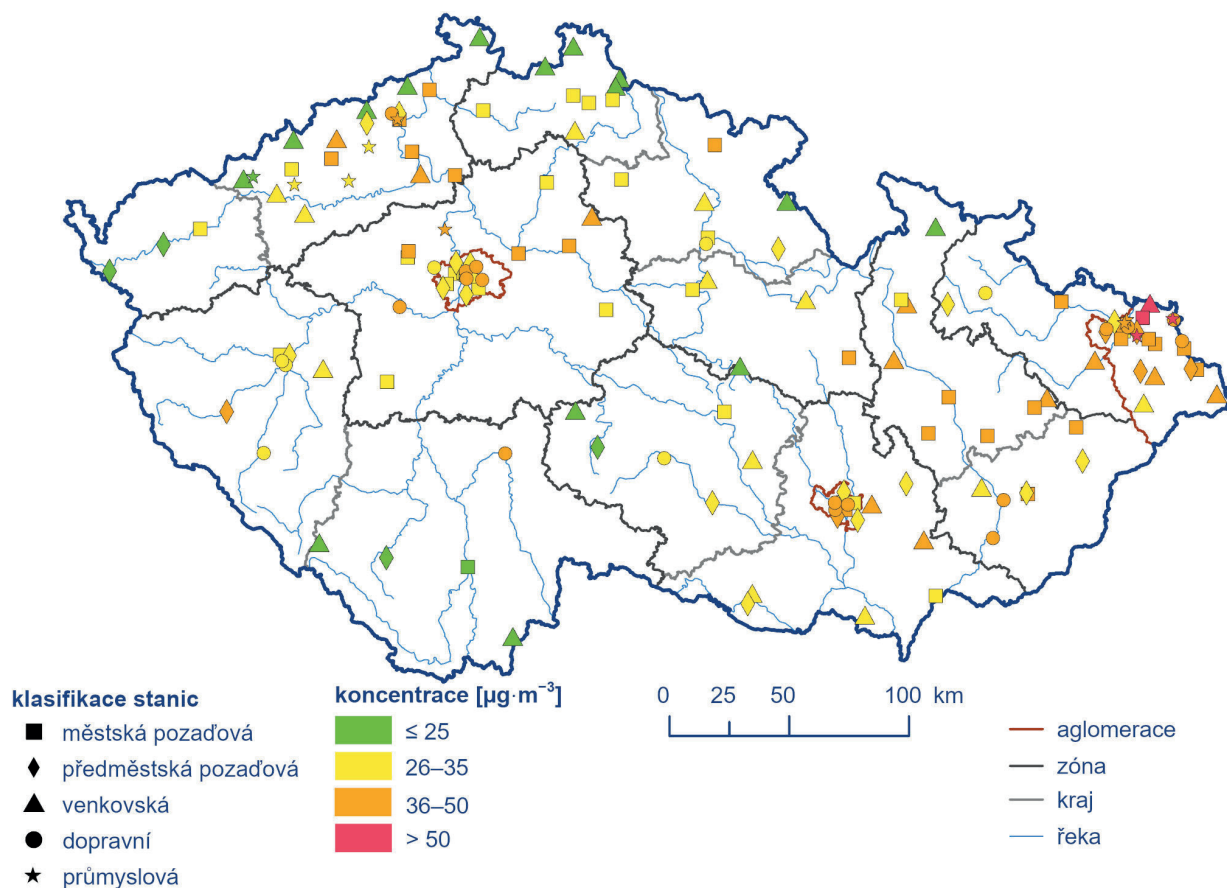 klasifikace stanic
městská pozaďová
předměstská pozaďová
venkovská
dopravní
průmyslová
koncentrace [µg·m⁻³]
≤ 25
26–35
36–50
> 50
0 25 50 100 km
aglomerace
zóna
kraj
řeka